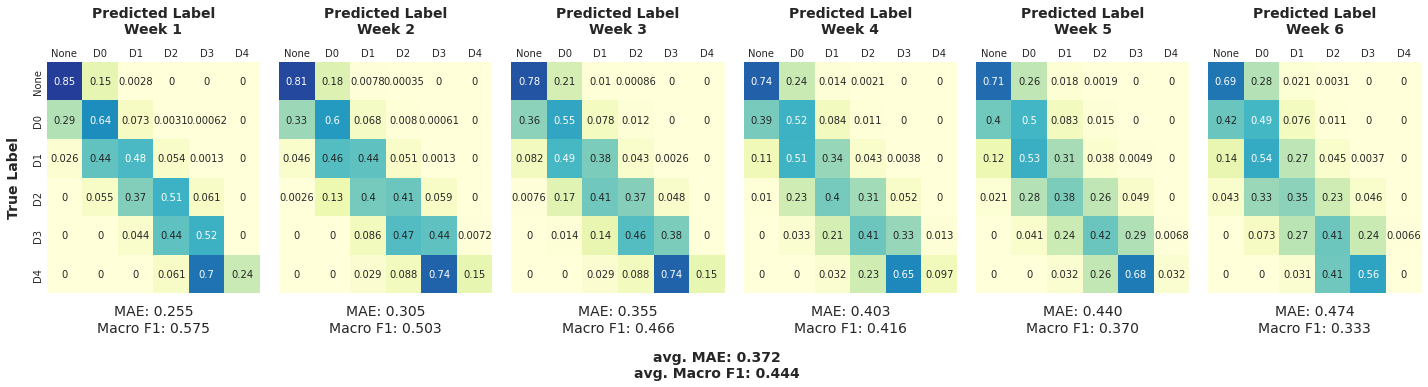 Predicted Label
Week 1
None D0 D1 D2 D3 D4
True Label
None 0.85 0.15 0.0028 0 0 0
D0 0.29 0.64 0.073 0.0031 0.00062 0
D1 0.026 0.44 0.48 0.054 0.0013 0
D2 0 0.055 0.37 0.51 0.061 0
D3 0 0 0.044 0.44 0.52 0
D4 0 0 0 0.061 0.7 0.24
MAE: 0.255
Macro F1: 0.575
Predicted Label
Week 2
None D0 D1 D2 D3 D4
0.81 0.18 0.0078 0.00035 0 0
0.33 0.6 0.068 0.008 0.00061 0
0.046 0.46 0.44 0.051 0.0013 0
0.0026 0.13 0.4 0.41 0.059 0
0 0 0.086 0.47 0.44 0.0072
0 0 0.029 0.088 0.74 0.15
MAE: 0.305
Macro F1: 0.503
Predicted Label
Week 3
None D0 D1 D2 D3 D4
0.78 0.21 0.01 0.00086 0 0
0.36 0.55 0.078 0.012 0 0
0.082 0.49 0.38 0.043 0.0026 0
0.0076 0.17 0.41 0.37 0.048 0
0 0.014 0.14 0.46 0.38 0
0 0 0.029 0.088 0.74 0.15
MAE: 0.355
Macro F1: 0.466
Predicted Label
Week 4
None D0 D1 D2 D3 D4
0.74 0.24 0.014 0.0021 0 0
0.39 0.52 0.084 0.011 0 0
0.11 0.51 0.34 0.043 0.0038 0
0.01 0.23 0.4 0.31 0.052 0
0 0.033 0.21 0.41 0.33 0.013
0 0 0.032 0.23 0.65 0.097
MAE: 0.403
Macro F1: 0.416
Predicted Label
Week 5
None D0 D1 D2 D3 D4
0.71 0.26 0.018 0.0019 0 0
0.4 0.5 0.083 0.015 0 0
0.12 0.53 0.31 0.038 0.0049 0
0.021 0.28 0.38 0.26 0.049 0
0 0.041 0.24 0.42 0.29 0.0068
0 0 0.032 0.26 0.68 0.032
MAE: 0.440
Macro F1: 0.370
Predicted Label
Week 6
None D0 D1 D2 D3 D4
0.69 0.28 0.021 0.0031 0 0
0.42 0.49 0.076 0.011 0 0
0.14 0.54 0.27 0.045 0.0037 0
0.043 0.33 0.35 0.23 0.046 0
0 0.073 0.27 0.41 0.24 0.0066
0 0 0.031 0.41 0.56 0
MAE: 0.474
Macro F1: 0.333
avg. MAE: 0.372
avg. Macro F1: 0.444